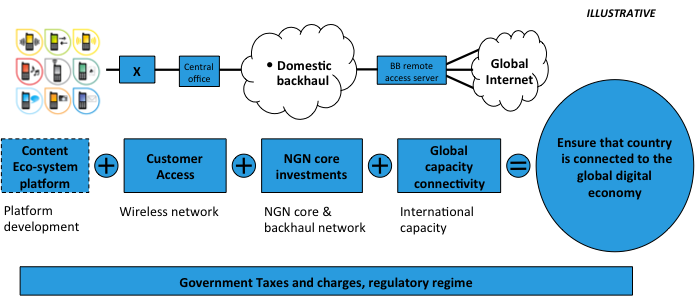 ILLUSTRATIVE
X
Central
office
• Domestic
backhaul
BB remote
access server
Global
Internet
Content
Eco-system
platform
+
Customer
Access
+
NGN core
investments
+
Global
capacity
connectivity
=
Ensure that country
is connected to the
global digital
economy
Platform
development
Wireless network
NGN core &
backhaul network
International
capacity
Government Taxes and charges, regulatory regime